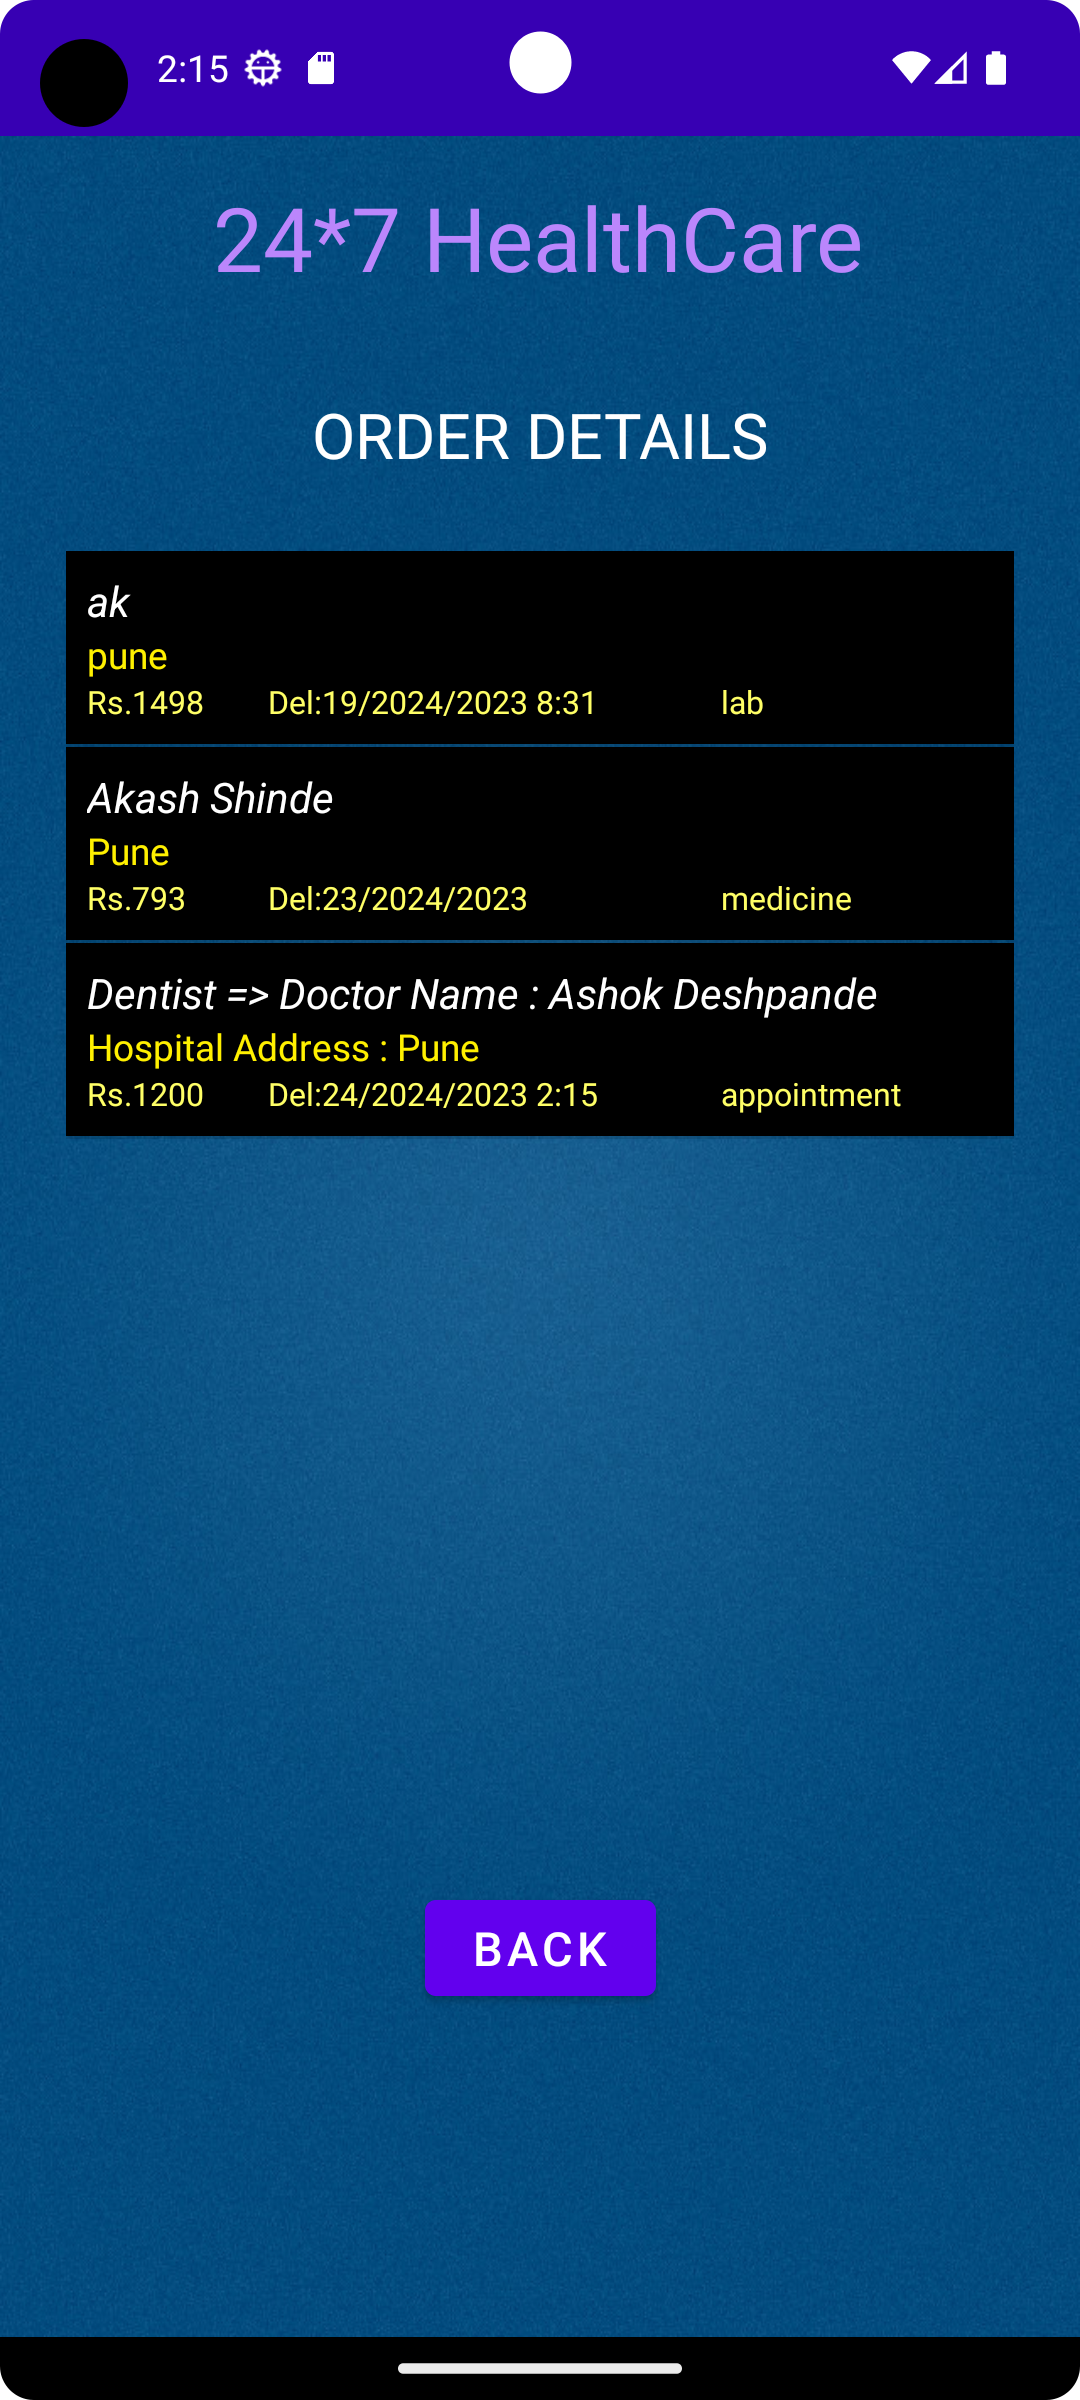 2:15
24*7 HealthCare
ORDER DETAILS
ak
pune
Rs.1498 Del:19/2024/2023 8:31 lab
Akash Shinde
Pune
Rs.793 Del:23/2024/2023 medicine
Dentist => Doctor Name : Ashok Deshpande
Hospital Address : Pune
Rs.1200 Del:24/2024/2023 2:15 appointment
BACK